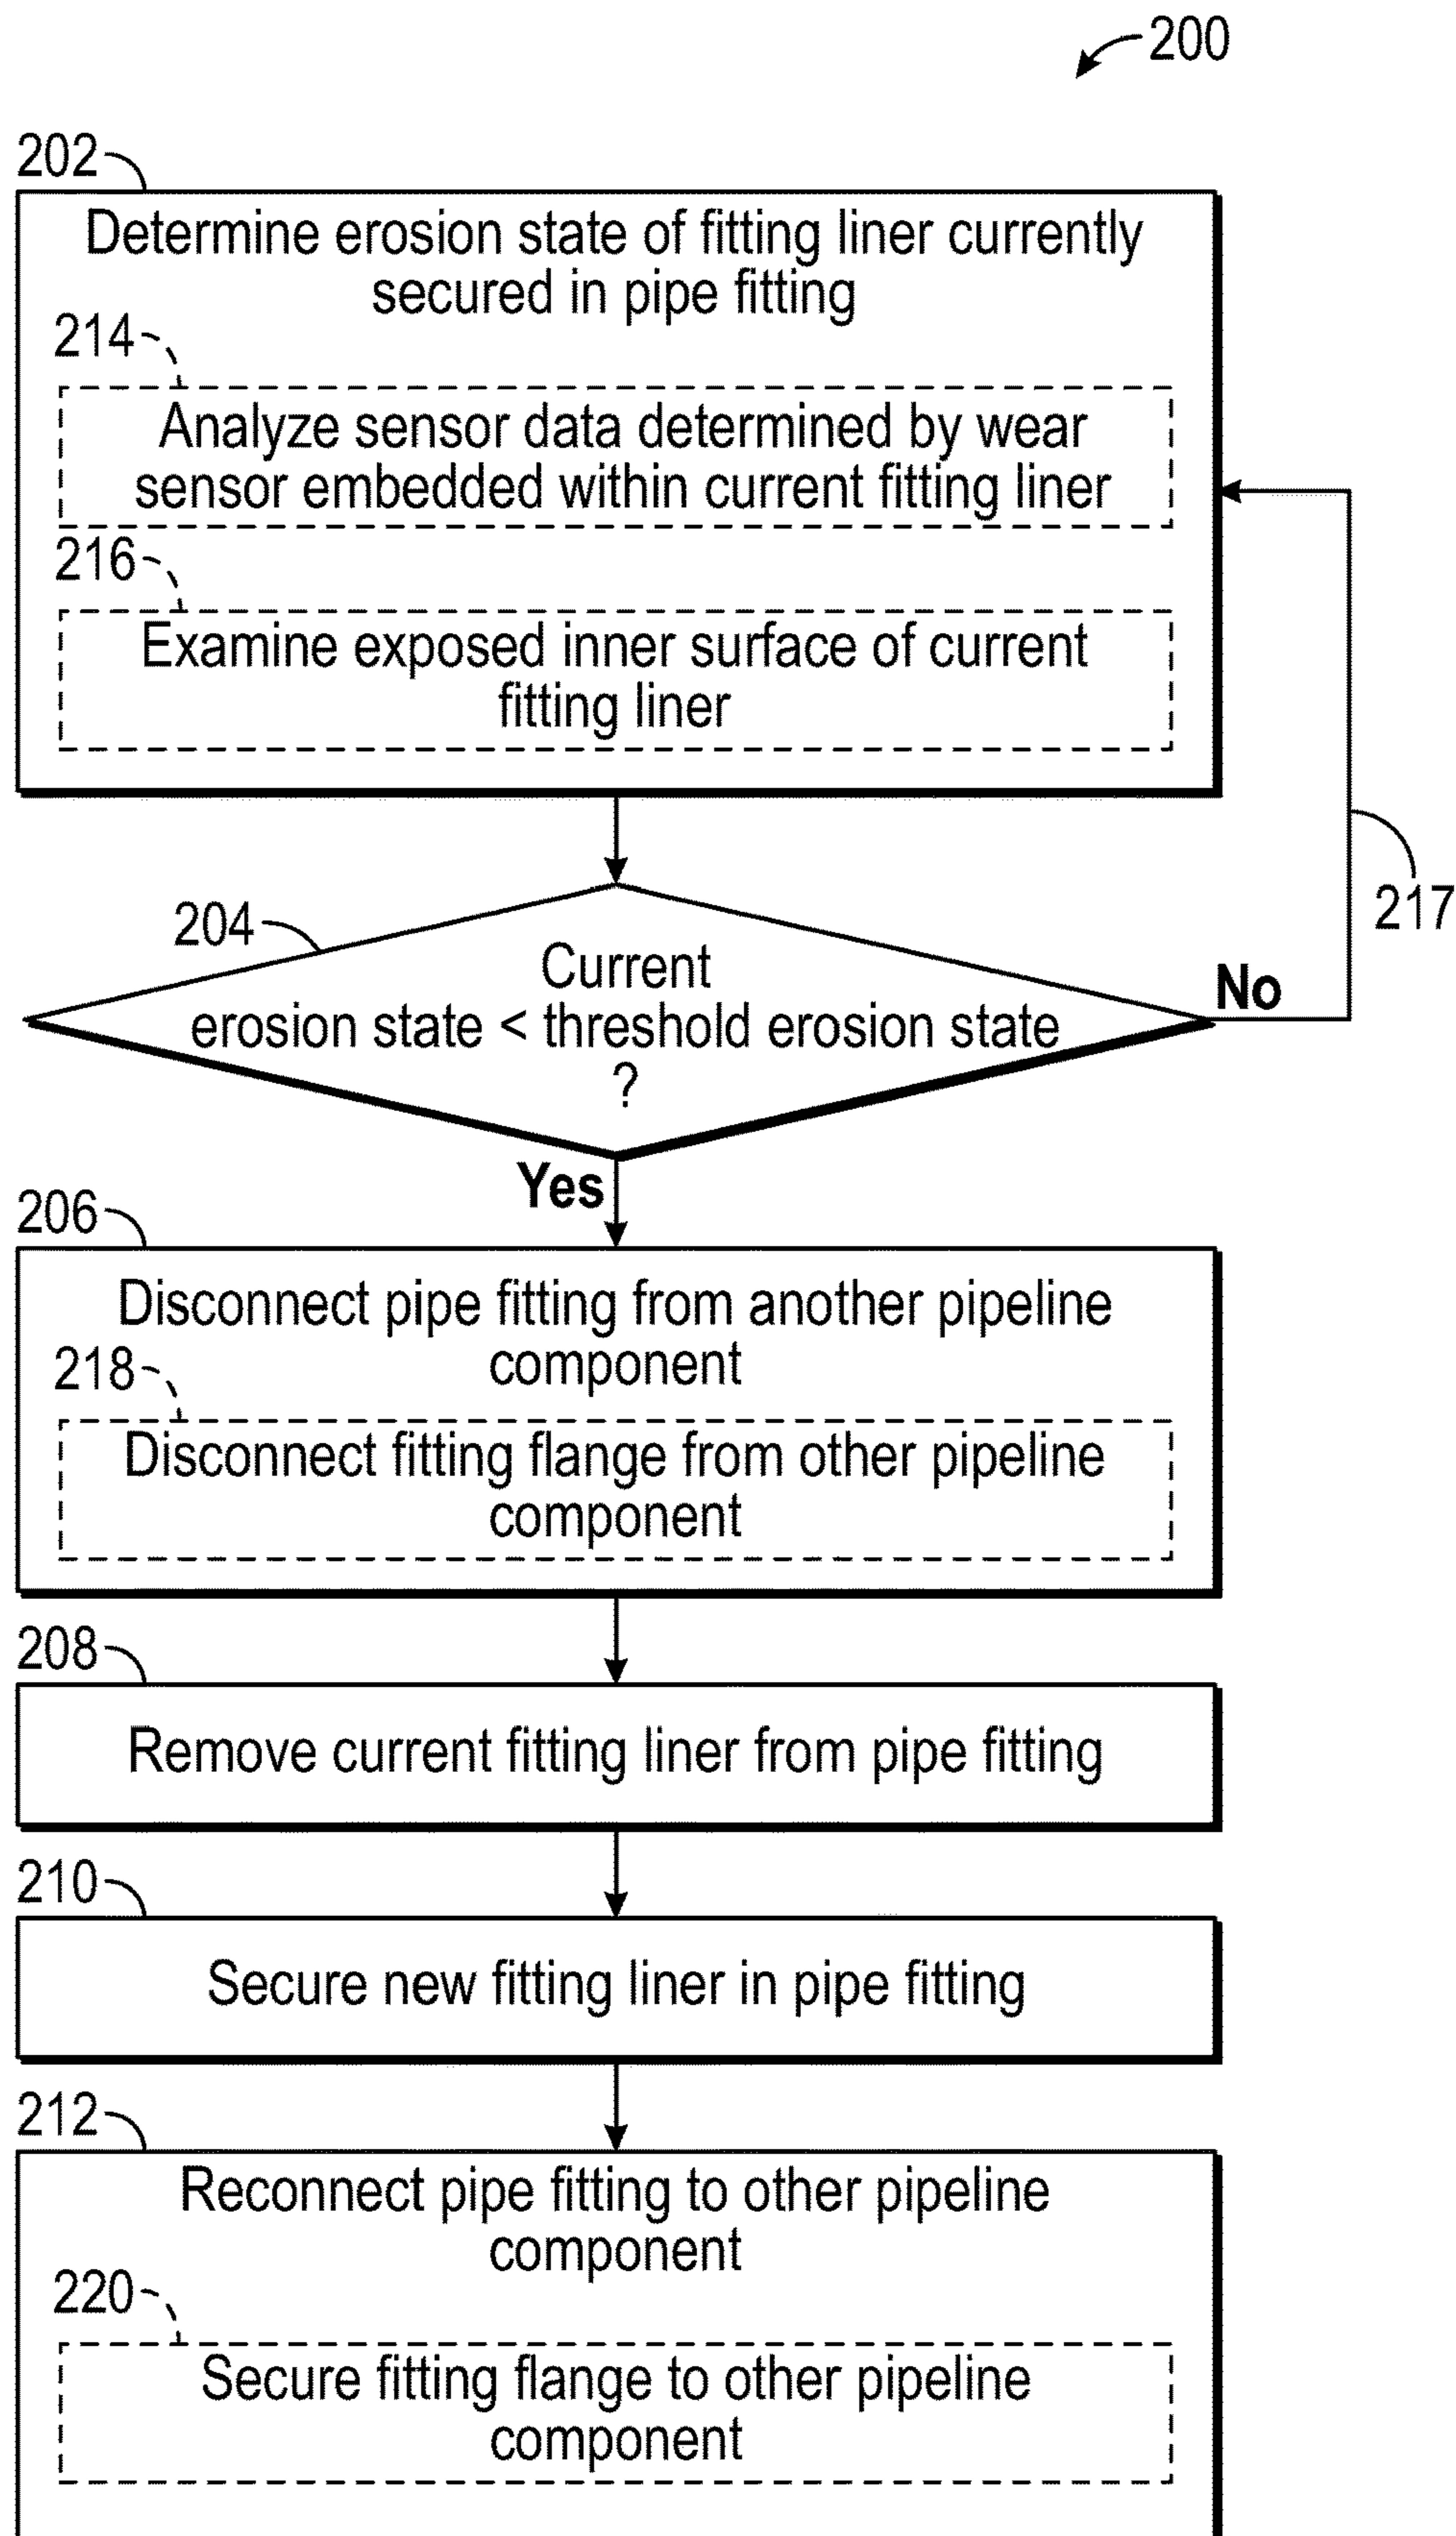 200
202
Determine erosion state of fitting liner currently
secured in pipe fitting
214
Analyze sensor data determined by wear
sensor embedded within current fitting liner
216
Examine exposed inner surface of current
fitting liner
217
204
Current
erosion state < threshold erosion state
?
No
Yes
206
Disconnect pipe fitting from another pipeline
component
218
Disconnect fitting flange from other pipeline
component
208
Remove current fitting liner from pipe fitting
210
Secure new fitting liner in pipe fitting
212
Reconnect pipe fitting to other pipeline
component
220
Secure fitting flange to other pipeline
component